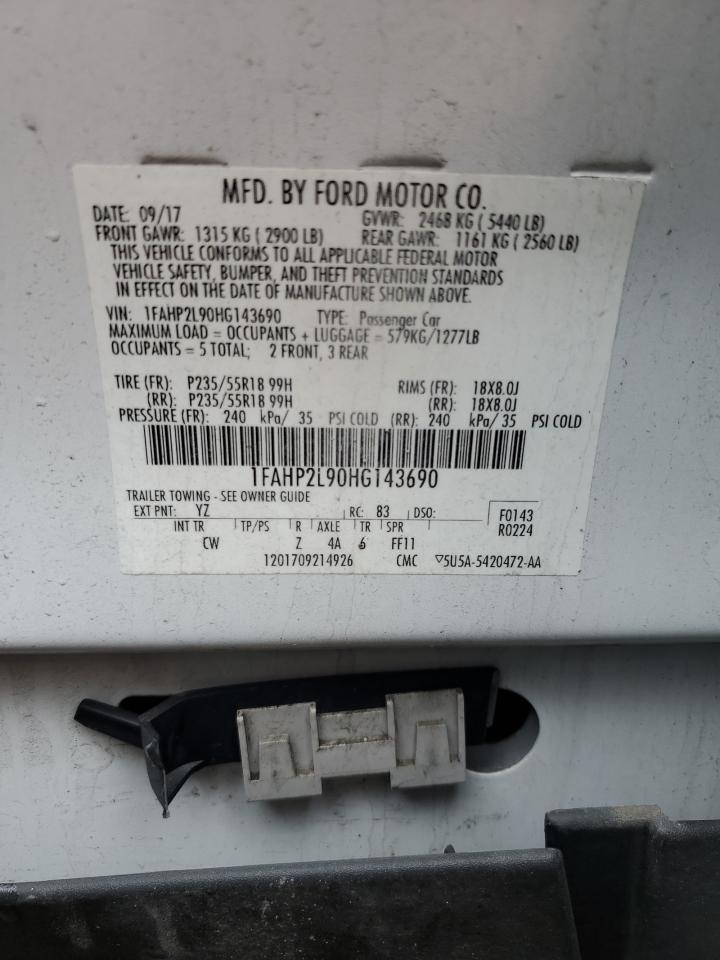 MFD. BY FORD MOTOR CO.
DATE: 09/17 GVWR: 2468 KG ( 5440 LB)
FRONT GAWR: 1315 KG ( 2900 LB) REAR GAWR: 1161 KG ( 2560 LB)
THIS VEHICLE CONFORMS TO ALL APPLICABLE FEDERAL MOTOR
VEHICLE SAFETY, BUMPER, AND THEFT PREVENTION STANDARDS
IN EFFECT ON THE DATE OF MANUFACTURE SHOWN ABOVE.
VIN: 1FAHP2L90HG143690 TYPE: Passenger Car
MAXIMUM LOAD = OCCUPANTS + LUGGAGE = 579KG/1277LB
OCCUPANTS = 5 TOTAL; 2 FRONT, 3 REAR
TIRE (FR): P235/55R18 99H RIMS (FR): 18X8.0J
(RR): P235/55R18 99H (RR): 18X8.0J
PRESSURE (FR): 240 kPa/ 35 PSI COLD (RR): 240 kPa/ 35 PSI COLD
1FAHP2L90HG143690
TRAILER TOWING - SEE OWNER GUIDE
EXT PNT: YZ RC: 83 DSO: F0143
INT TR TP/PS R AXLE TR SPR R0224
CW Z 4A 6 FF11
1201709214926 CMC ▽5U5A-5420472-AA